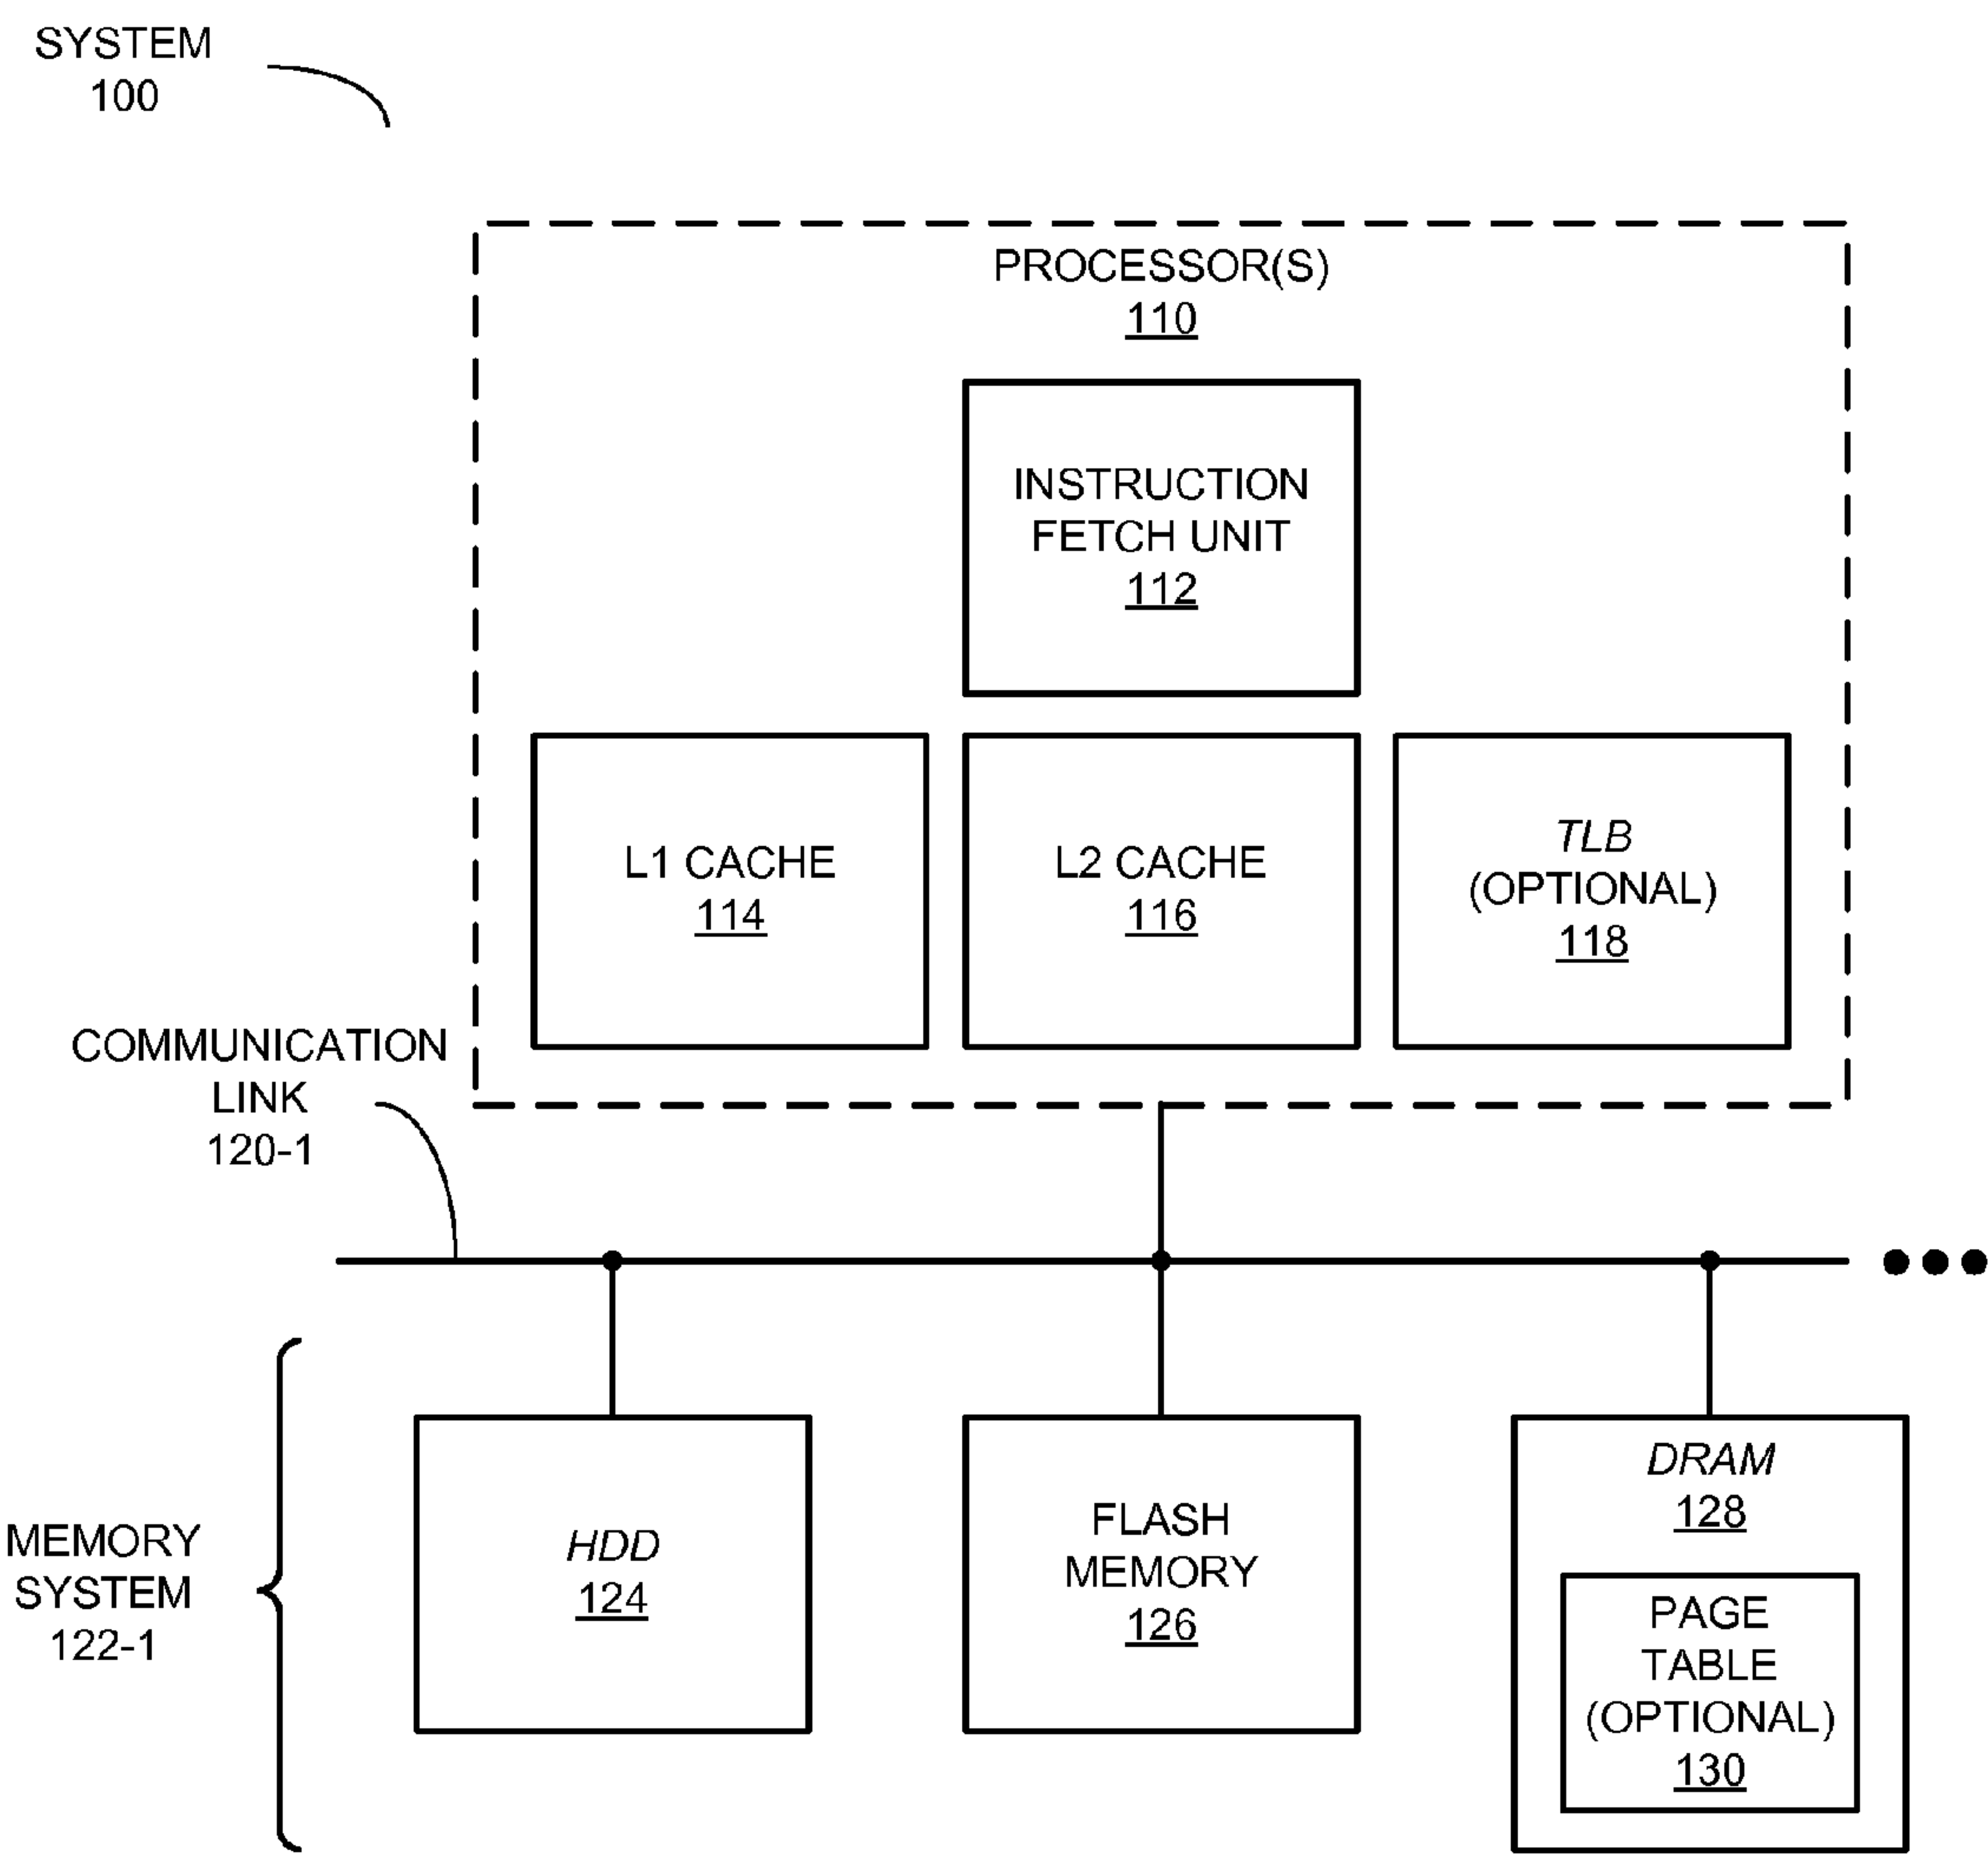 SYSTEM
100
PROCESSOR(S)
110
INSTRUCTION
FETCH UNIT
112
L1 CACHE
114
L2 CACHE
116
TLB
(OPTIONAL)
118
COMMUNICATION
LINK
120-1
MEMORY
SYSTEM
122-1
HDD
124
FLASH
MEMORY
126
DRAM
128
PAGE
TABLE
(OPTIONAL)
130